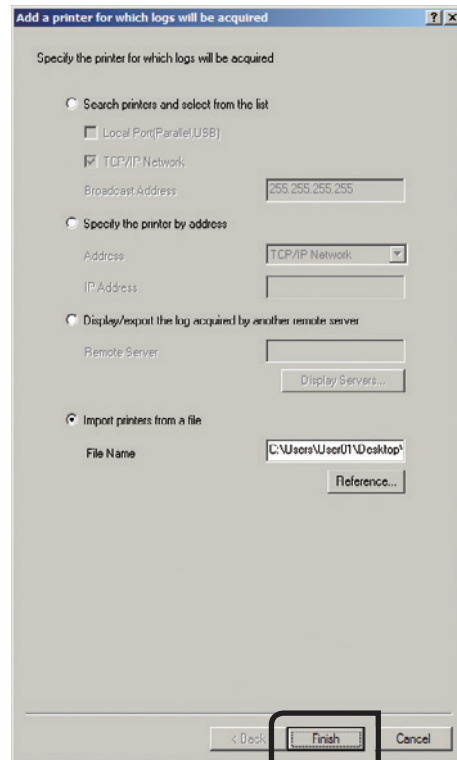 Add a printer for which logs will be acquired
Specify the printer for which logs will be acquired
Search printers and select from the list
Local Port(Parallel,USB)
TCP/IP Network
Broadcast Address 255.255.255.255
Specify the printer by address
Address TCP/IP Network
IP Address
Display/export the log acquired by another remote server
Remote Server
Display Servers...
Import printers from a file
File Name C:\Users\User01\Desktop\
Reference...
< Back Finish Cancel